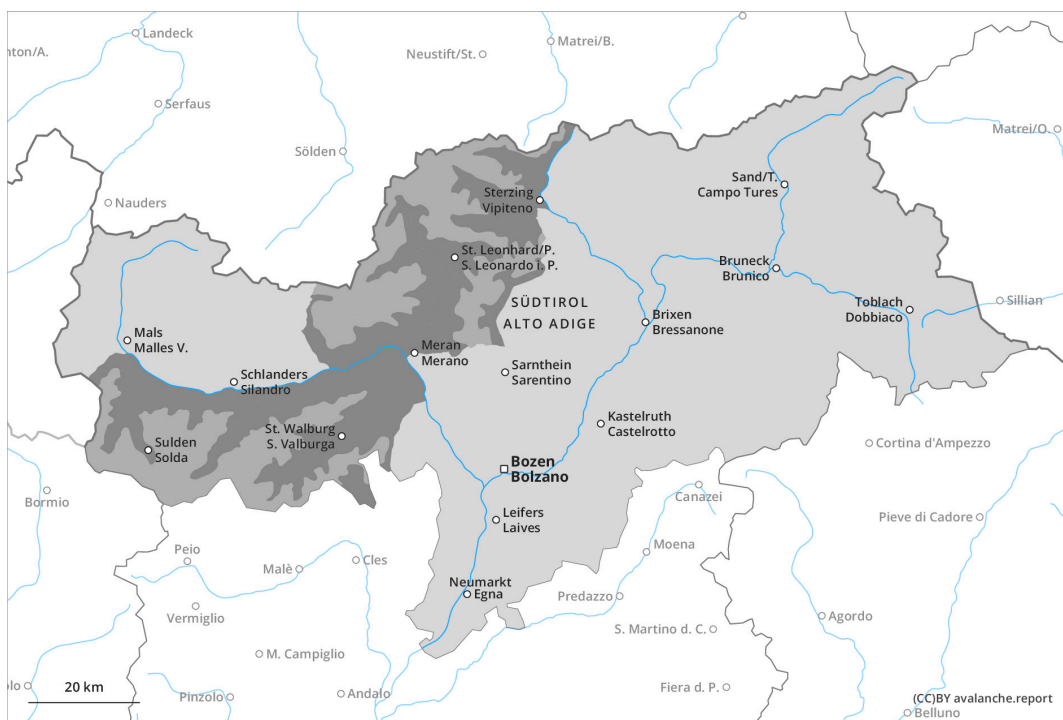 Landeck
nton/A.
Neustift/St.
Matrei/B.
Serfaus
Matrei/O.
Sölden
Sand/T.
Campo Tures
Sterzing
Vipiteno
Nauders
St. Leonhard/P.
S. Leonardo i. P.
Bruneck
Brunico
SÜDTIROL
ALTO ADIGE
Toblach
Dobbiaco
Sillian
Brixen
Bressanone
Mals
Malles V.
Meran
Merano
Schlanders
Silandro
Sarnthein
Sarentino
Kastelruth
Castelrotto
St. Walburg
S. Valburga
Sulden
Solda
Cortina d'Ampezzo
Bozen
Bolzano
Bormio
Canazei
Leifers
Laives
Pieve di Cadore
Peio
Malè
Cles
Moena
Neumarkt
Egna
Predazzo
Vermiglio
Agordo
S. Martino d. C.
M. Campiglio
olo
20 km
Pinzolo
Andalo
Fiera d. P.
(CC)BY avalanche.report
Belluno